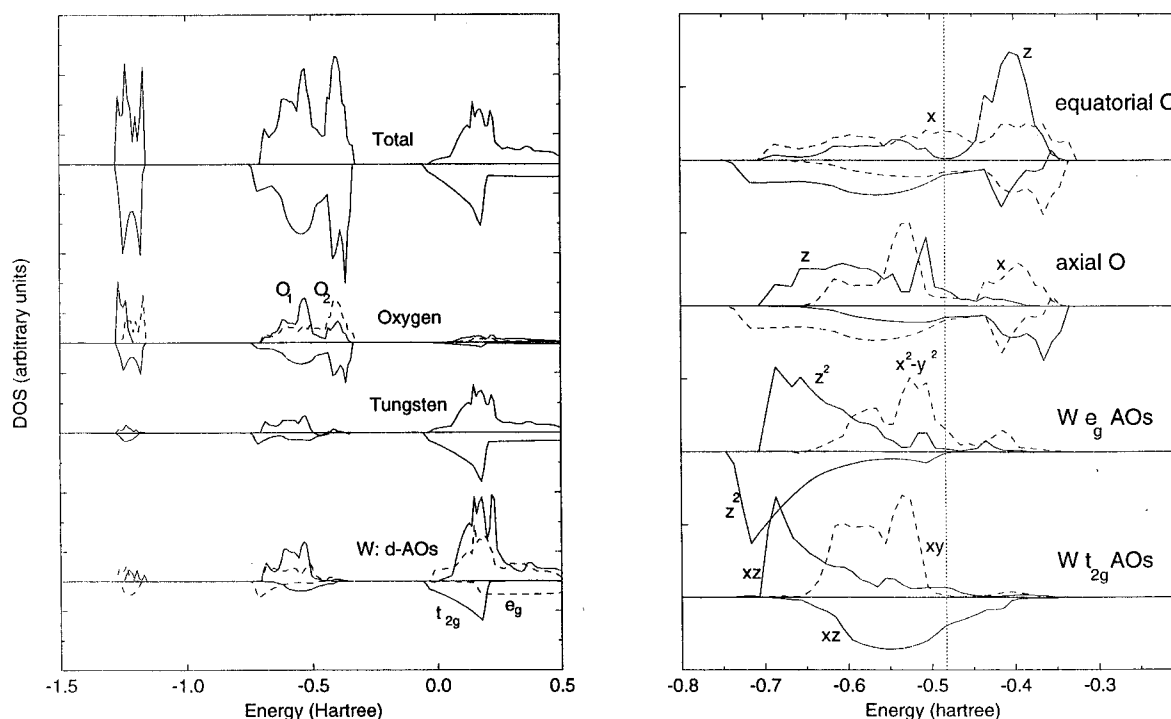 DOS (arbitrary units)
Total
O₁ O₂
Oxygen
Tungsten
W: d-AOs
t₂g
e_g
-1.5 -1.0 -0.5 0.0 0.5
Energy (Hartree)
z
x
equatorial O
z
x
axial O
z²
x²-y²
W e_g AOs
z²
xz
xy
W t₂g AOs
xz
-0.8 -0.7 -0.6 -0.5 -0.4 -0.3
Energy (hartree)